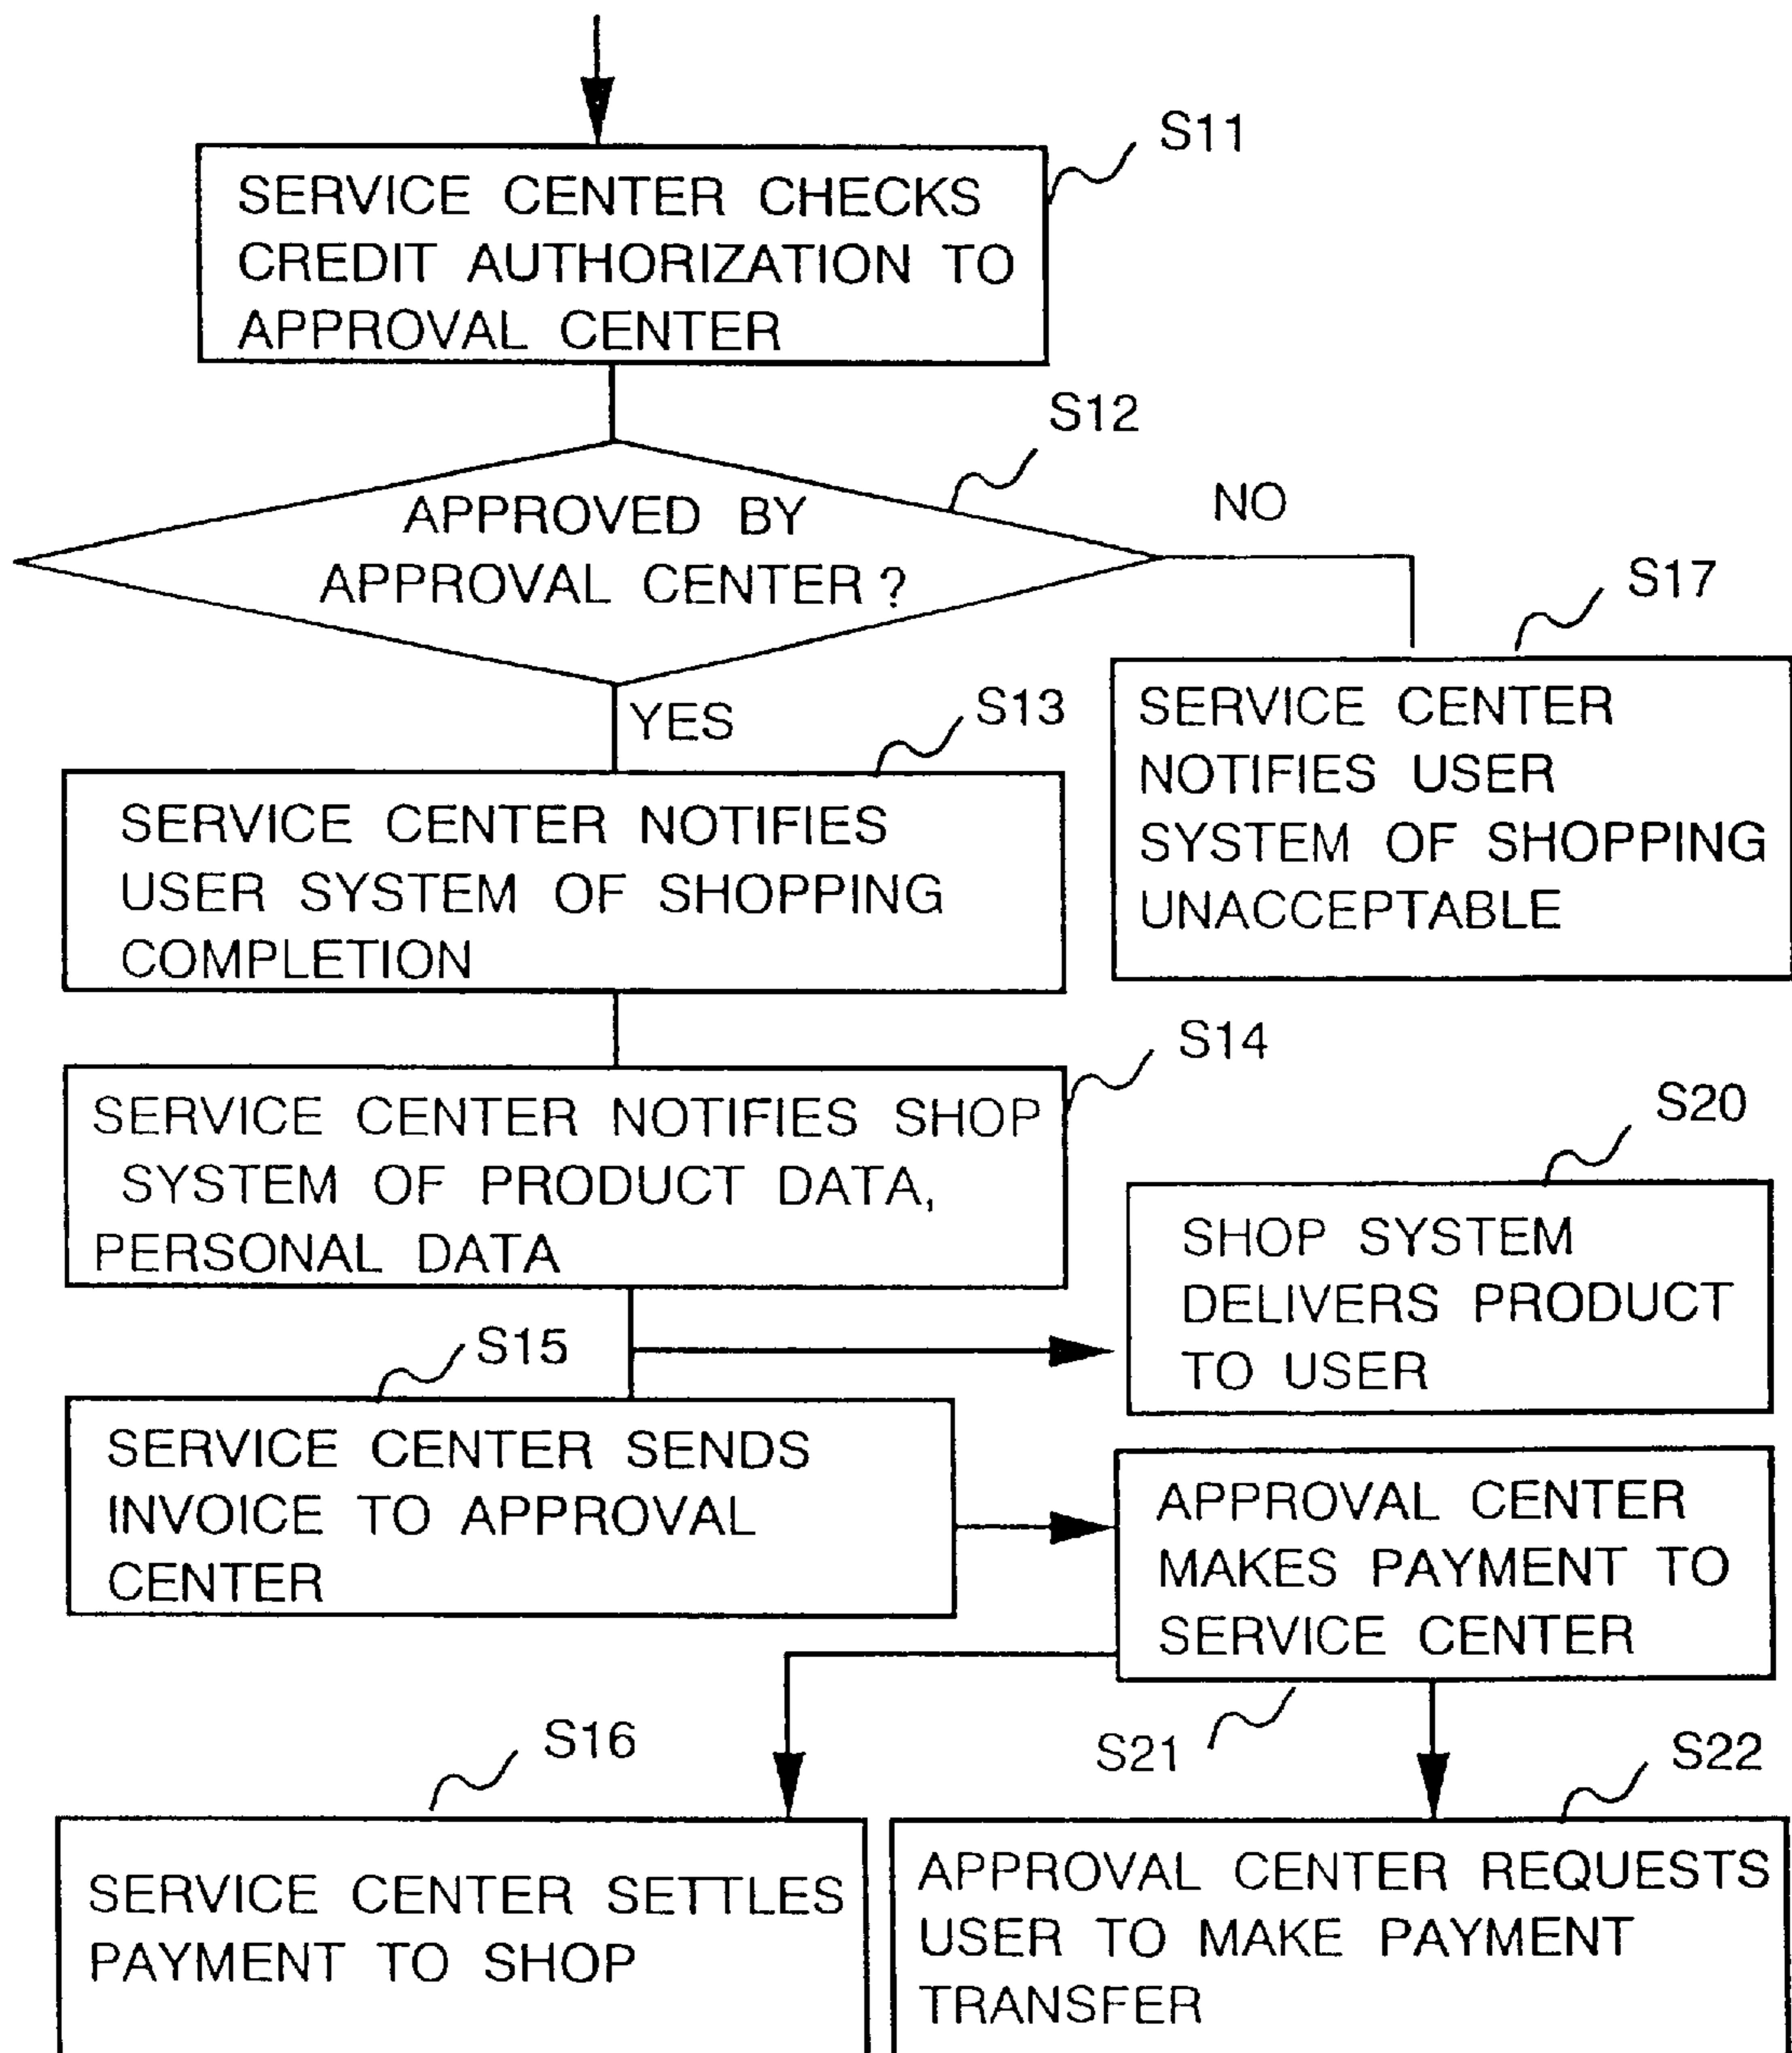 S11
SERVICE CENTER CHECKS
CREDIT AUTHORIZATION TO
APPROVAL CENTER
S12
APPROVED BY
APPROVAL CENTER ?
NO
S17
SERVICE CENTER
NOTIFIES USER
SYSTEM OF SHOPPING
UNACCEPTABLE
YES
S13
SERVICE CENTER NOTIFIES
USER SYSTEM OF SHOPPING
COMPLETION
S14
SERVICE CENTER NOTIFIES SHOP
SYSTEM OF PRODUCT DATA,
PERSONAL DATA
S20
SHOP SYSTEM
DELIVERS PRODUCT
TO USER
S15
SERVICE CENTER SENDS
INVOICE TO APPROVAL
CENTER
APPROVAL CENTER
MAKES PAYMENT TO
SERVICE CENTER
S21
S16
SERVICE CENTER SETTLES
PAYMENT TO SHOP
S22
APPROVAL CENTER REQUESTS
USER TO MAKE PAYMENT
TRANSFER